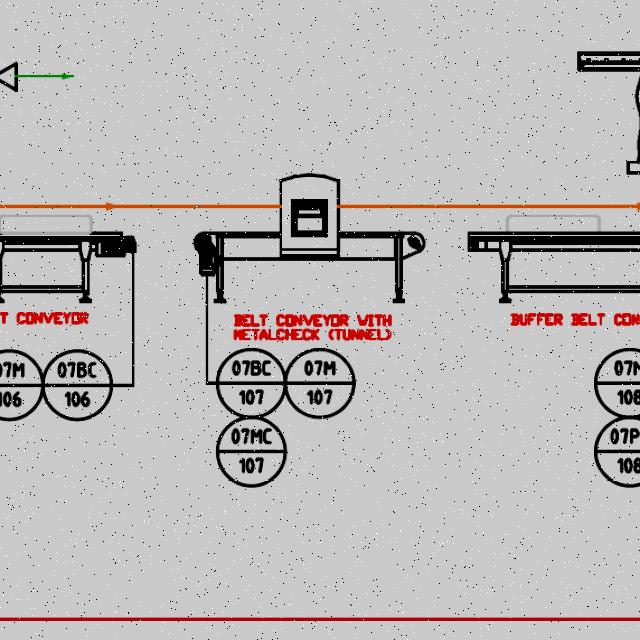 T CONVEYOR
BELT CONVEYOR WITH
METALCHECK (TUNNEL)
BUFFER BELT CON
07M
106
07BC
106
07BC
107
07M
107
07MC
107
07M
108
07P
108